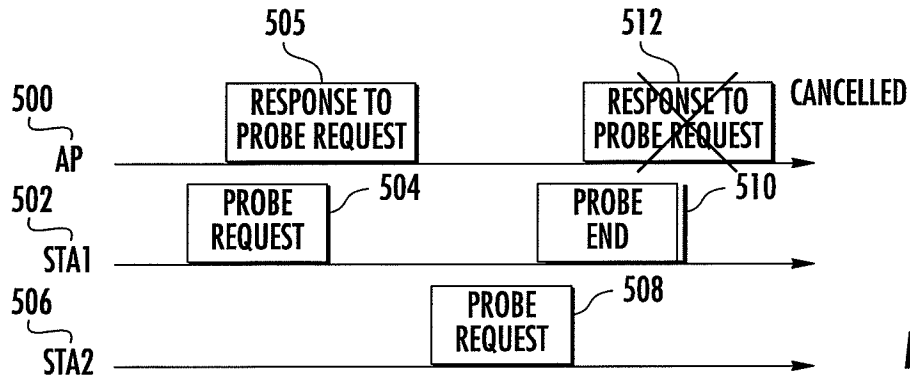 505
512
RESPONSE TO
PROBE REQUEST
RESPONSE TO
PROBE REQUEST
CANCELLED
500
AP
502
STA1
PROBE
REQUEST
504
PROBE
END
510
506
STA2
PROBE
REQUEST
508